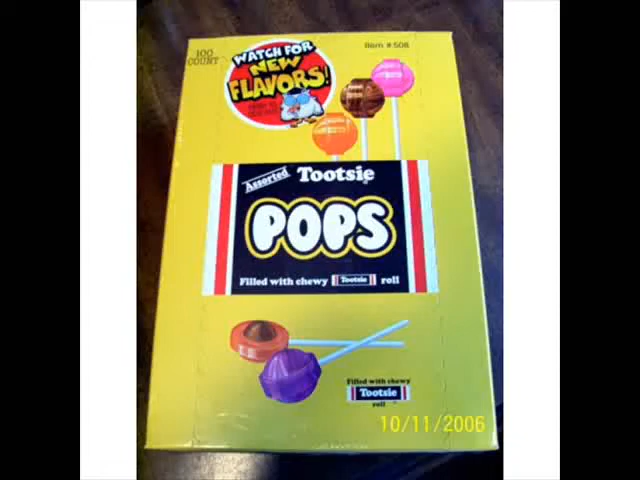 100
COUNT
WATCH FOR
NEW
FLAVORS!
Item #508
Assorted Tootsie
POPS
Filled with chewy Tootsie roll
Filled with chewy
Tootsie
roll
10/11/2006